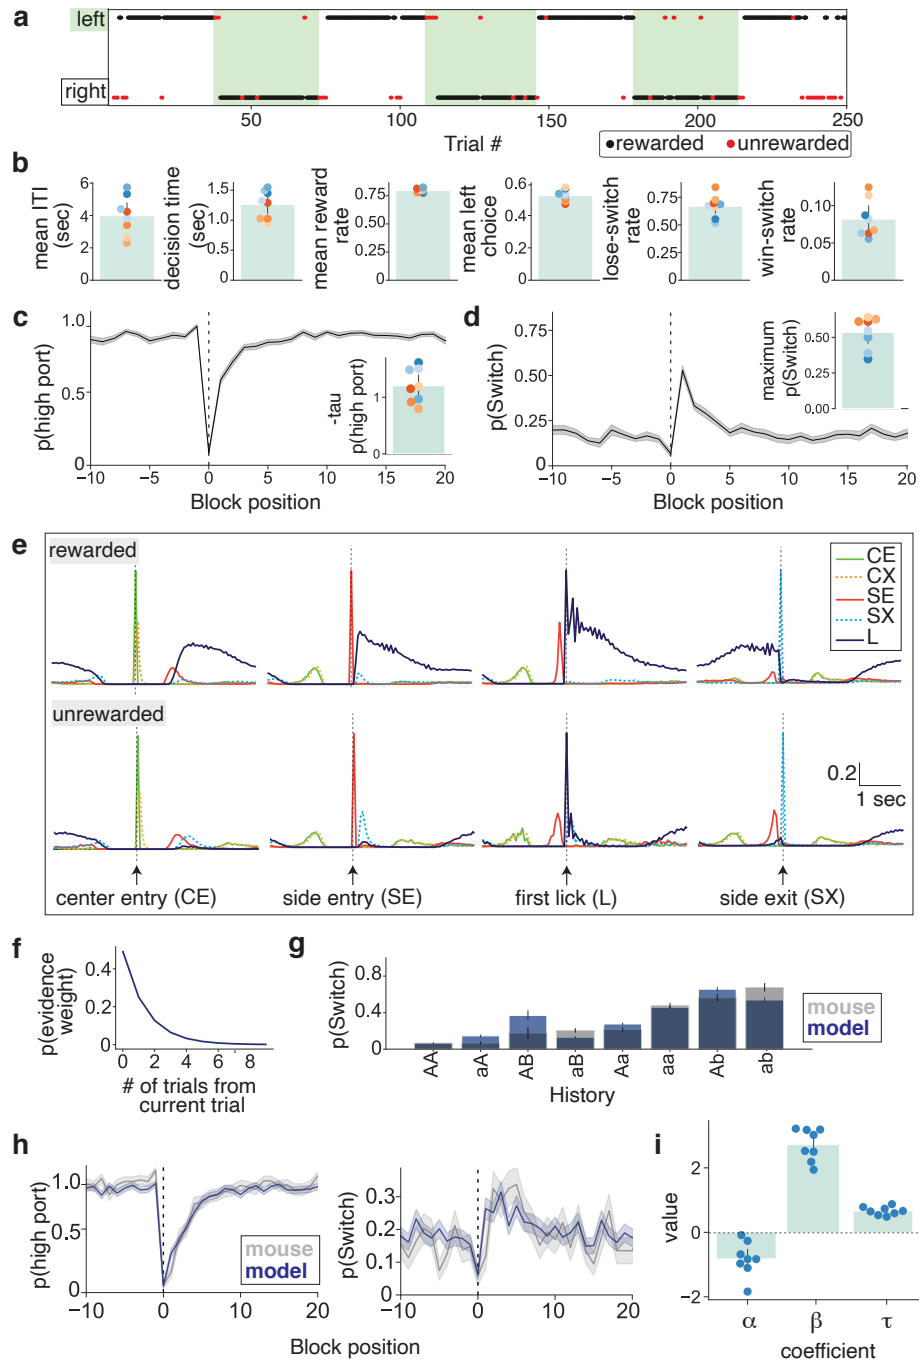 a
left
right
50
100
150
200
250
Trial #
rewarded
unrewarded
b
mean ITI
(sec)
0
2
4
6
decision time
(sec)
0.0
0.5
1.0
1.5
mean reward
rate
0
0.25
0.50
0.75
mean left
choice
0
0.2
0.4
0.6
lose-switch
rate
0
0.25
0.50
0.75
win-switch
rate
0
0.05
0.10
c
p(high port)
1.0
0.5
0
−10
−5
0
5
10
15
20
Block position
-tau
p(high port)
1
0
d
p(Switch)
0.75
0.50
0.25
0
−10
−5
0
5
10
15
20
Block position
maximum
p(Switch)
0.50
0.25
0.00
e
rewarded
CE
CX
SE
SX
L
unrewarded
0.2
1 sec
center entry (CE)
side entry (SE)
first lick (L)
side exit (SX)
f
p(evidence
weight)
0.4
0.2
0
0
2
4
6
8
# of trials from
current trial
g
p(Switch)
0.8
0.4
0
AA
aA
AB
aB
Aa
aa
Ab
ab
History
mouse
model
h
p(high port)
1.0
0.5
0
−10
0
10
20
mouse
model
p(Switch)
0.3
0.2
0.1
0
−10
0
10
20
Block position
i
value
2
0
−2
α
β
τ
coefficient